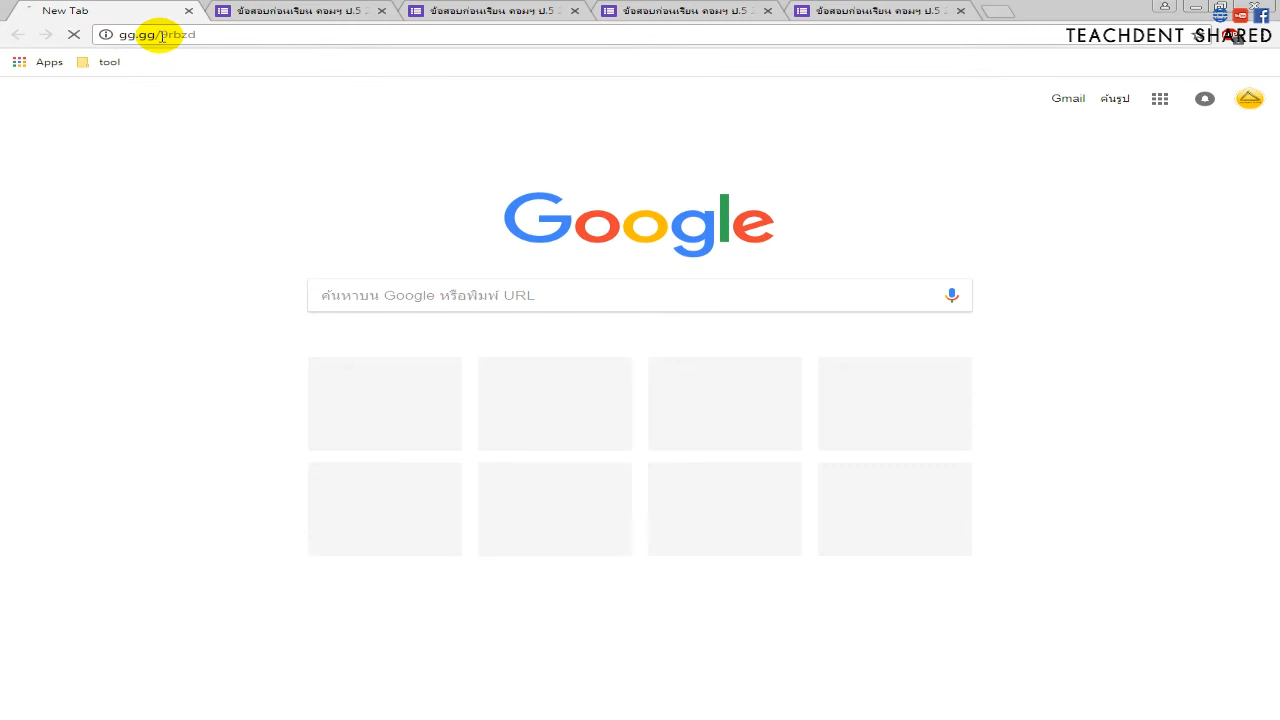 New Tab
ข้อสอบก่อนเรียน คอมฯ ป.5
ข้อสอบก่อนเรียน คอมฯ ป.5
ข้อสอบก่อนเรียน คอมฯ ป.5
ข้อสอบก่อนเรียน คอมฯ ป.5
gg.gg/9rbzd
TEACHDENT SHARED
Apps
tool
Gmail
ค้นรูป
Google
ค้นหาบน Google หรือพิมพ์ URL